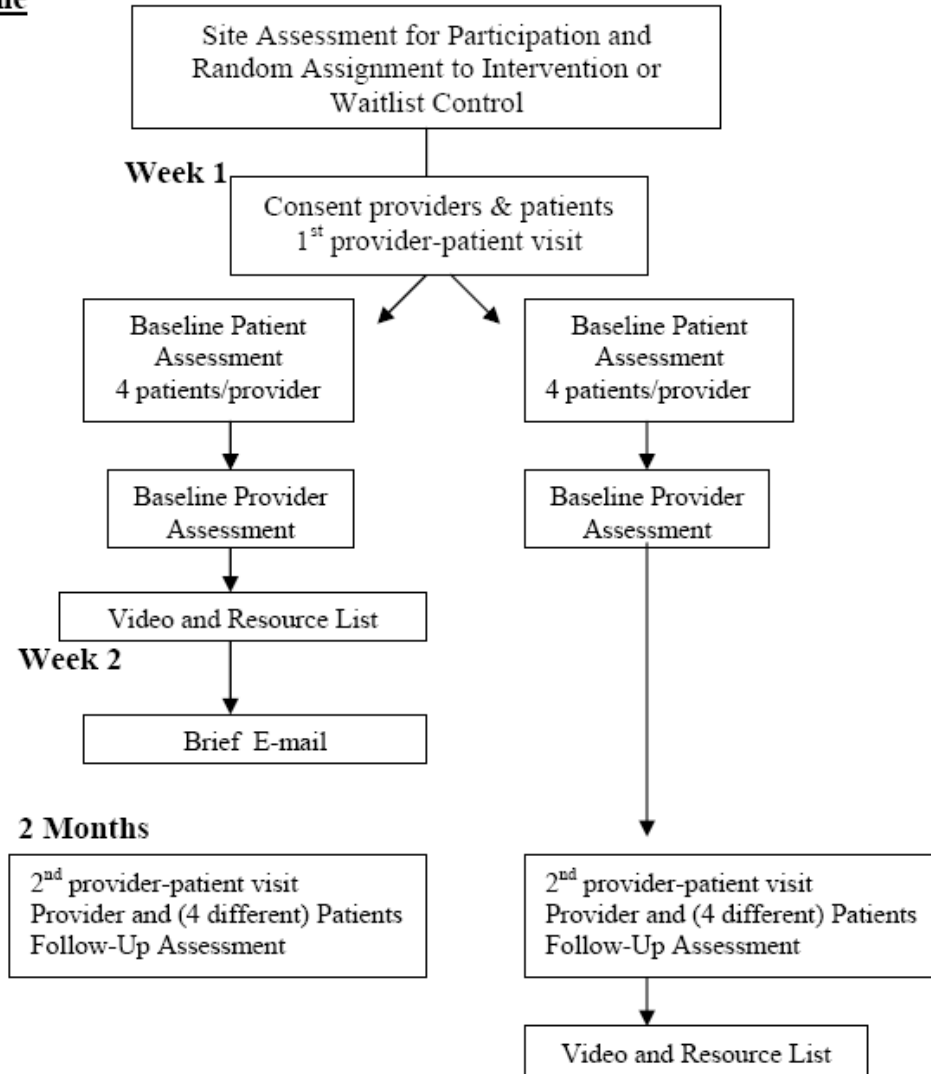 Site Assessment for Participation and
Random Assignment to Intervention or
Waitlist Control
Week 1
Consent providers & patients
1st provider-patient visit
Baseline Patient
Assessment
4 patients/provider
Baseline Patient
Assessment
4 patients/provider
Baseline Provider
Assessment
Baseline Provider
Assessment
Video and Resource List
Week 2
Brief E-mail
2 Months
2nd provider-patient visit
Provider and (4 different) Patients
Follow-Up Assessment
2nd provider-patient visit
Provider and (4 different) Patients
Follow-Up Assessment
Video and Resource List